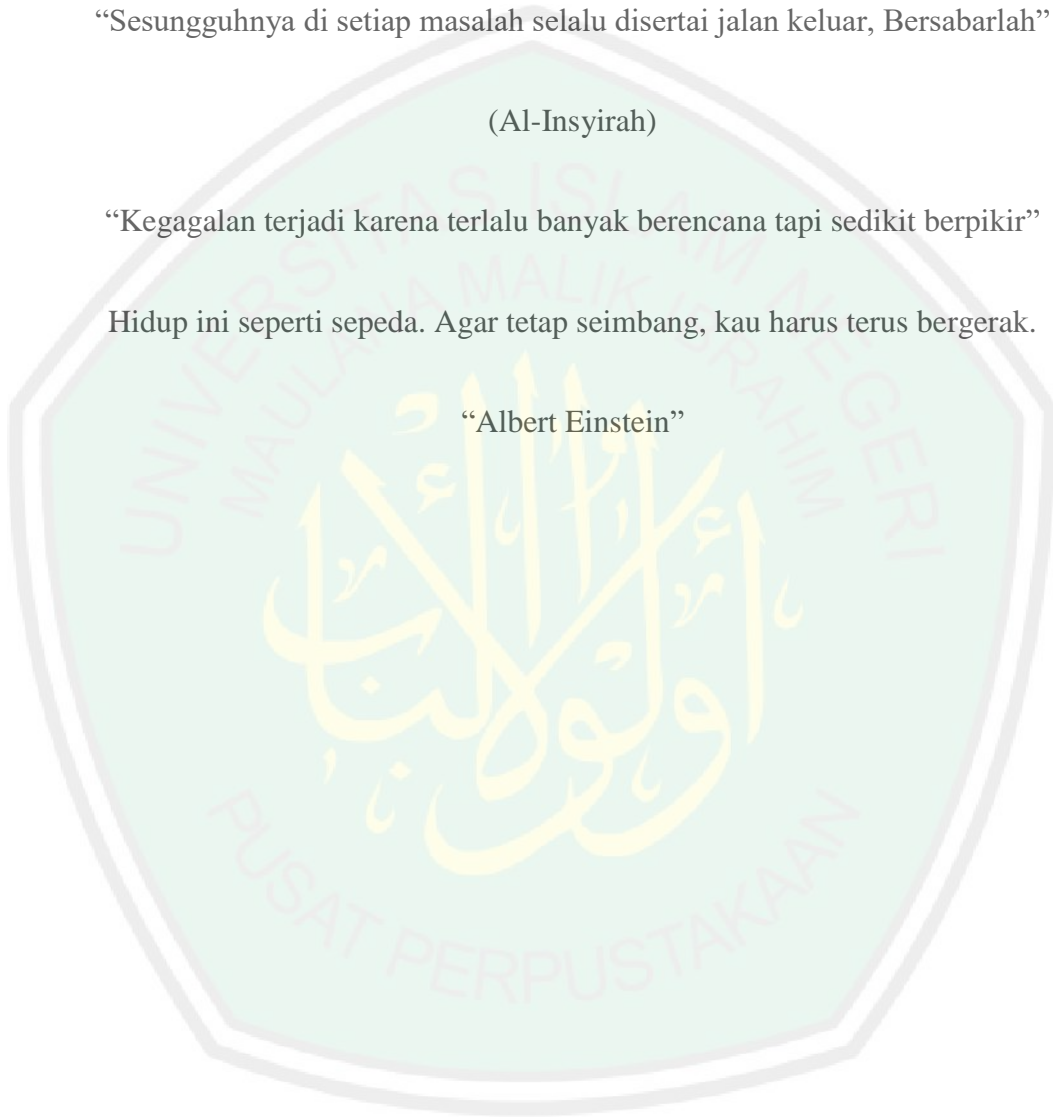 “Sesungguhnya di setiap masalah selalu disertai jalan keluar, Bersabarlah”
(Al-Insyirah)
“Kegagalan terjadi karena terlalu banyak berencana tapi sedikit berpikir”
Hidup ini seperti sepeda. Agar tetap seimbang, kau harus terus bergerak.
“Albert Einstein”
UNIVERSITAS ISLAM NEGERI
MAULANA MALIK IBRAHIM
PUSAT PERPUSTAKAAN